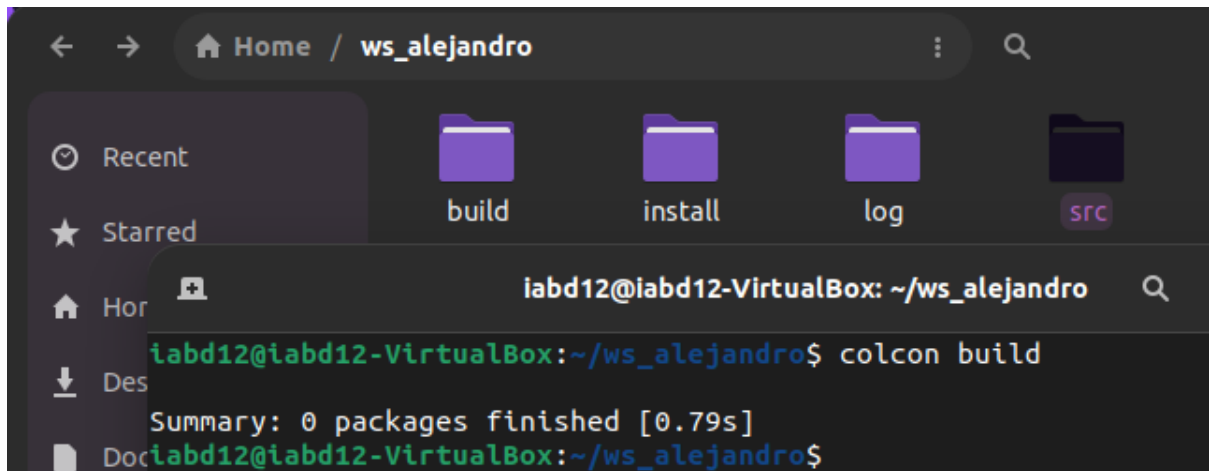 Home / ws_alejandro
Recent
build install log src
Starred
iabd12@iabd12-VirtualBox: ~/ws_alejandro
Hor
iabd12@iabd12-VirtualBox:~/ws_alejandro$ colcon build
Des
Summary: 0 packages finished [0.79s]
Doc
iabd12@iabd12-VirtualBox:~/ws_alejandro$